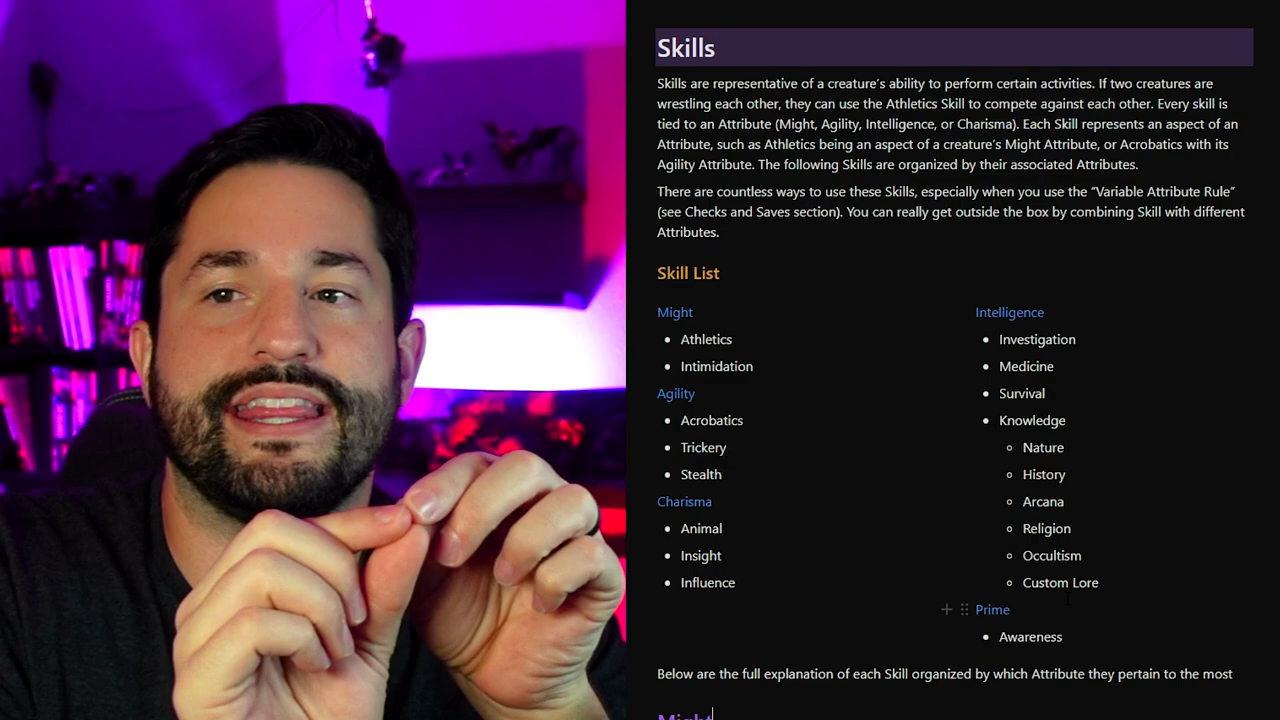 Skills
Skills are representative of a creature's ability to perform certain activities. If two creatures are
wrestling each other, they can use the Athletics Skill to compete against each other. Every skill is
tied to an Attribute (Might, Agility, Intelligence, or Charisma). Each Skill represents an aspect of an
Attribute, such as Athletics being an aspect of a creature's Might Attribute, or Acrobatics with its
Agility Attribute. The following Skills are organized by their associated Attributes.
There are countless ways to use these Skills, especially when you use the "Variable Attribute Rule"
(see Checks and Saves section). You can really get outside the box by combining Skill with different
Attributes.
Skill List
Might
Athletics
Intimidation
Agility
Acrobatics
Trickery
Stealth
Charisma
Animal
Insight
Influence
Intelligence
Investigation
Medicine
Survival
Knowledge
Nature
History
Arcana
Religion
Occultism
Custom Lore
Prime
Awareness
Below are the full explanation of each Skill organized by which Attribute they pertain to the most
Might